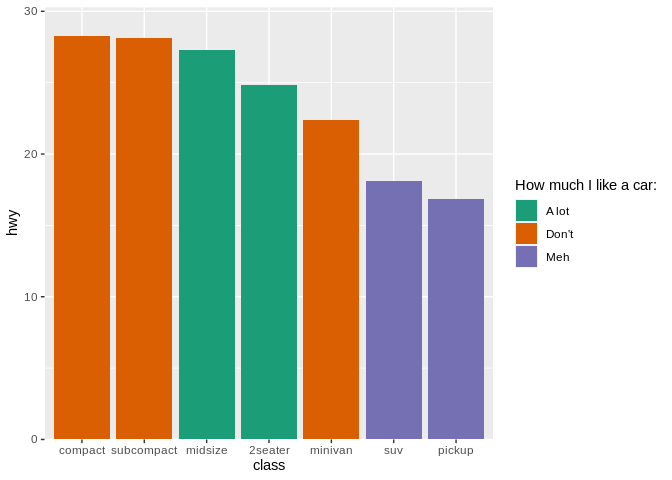 30
20
10
0
hwy
compact subcompact midsize 2seater minivan suv pickup
class
How much I like a car:
A lot
Don't
Meh